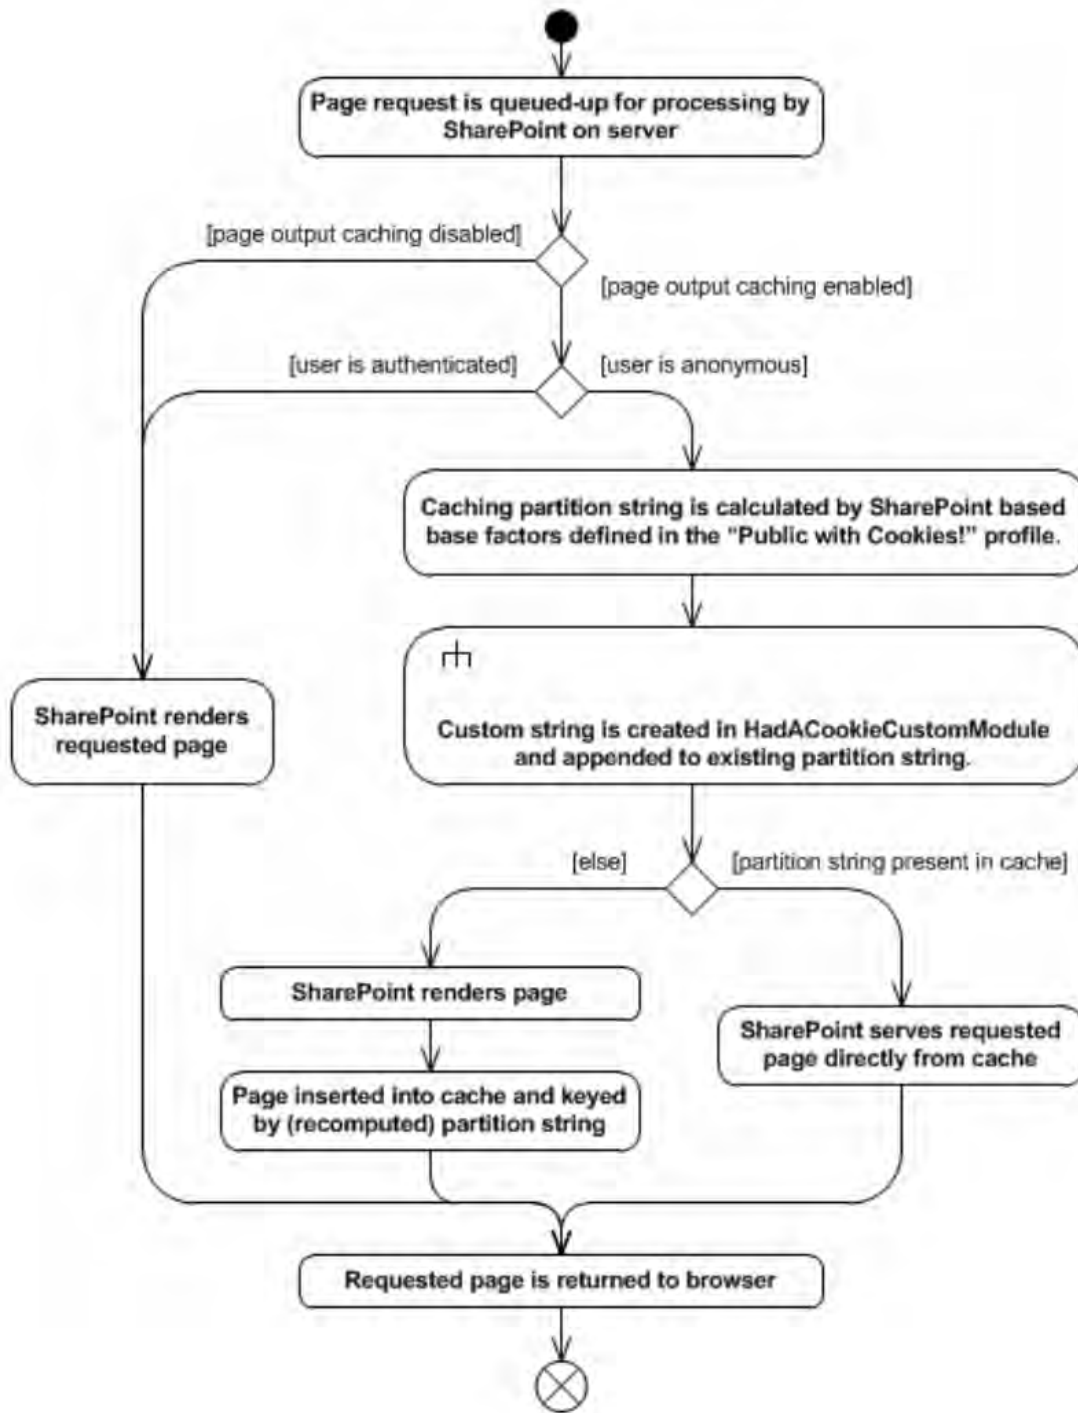 Page request is queued-up for processing by
SharePoint on server
[page output caching disabled]
[page output caching enabled]
[user is authenticated]
[user is anonymous]
Caching partition string is calculated by SharePoint based
base factors defined in the “Public with Cookies!” profile.
SharePoint renders
requested page
Custom string is created in HadACookieCustomModule
and appended to existing partition string.
[else]
[partition string present in cache]
SharePoint renders page
SharePoint serves requested
page directly from cache
Page inserted into cache and keyed
by (recomputed) partition string
Requested page is returned to browser